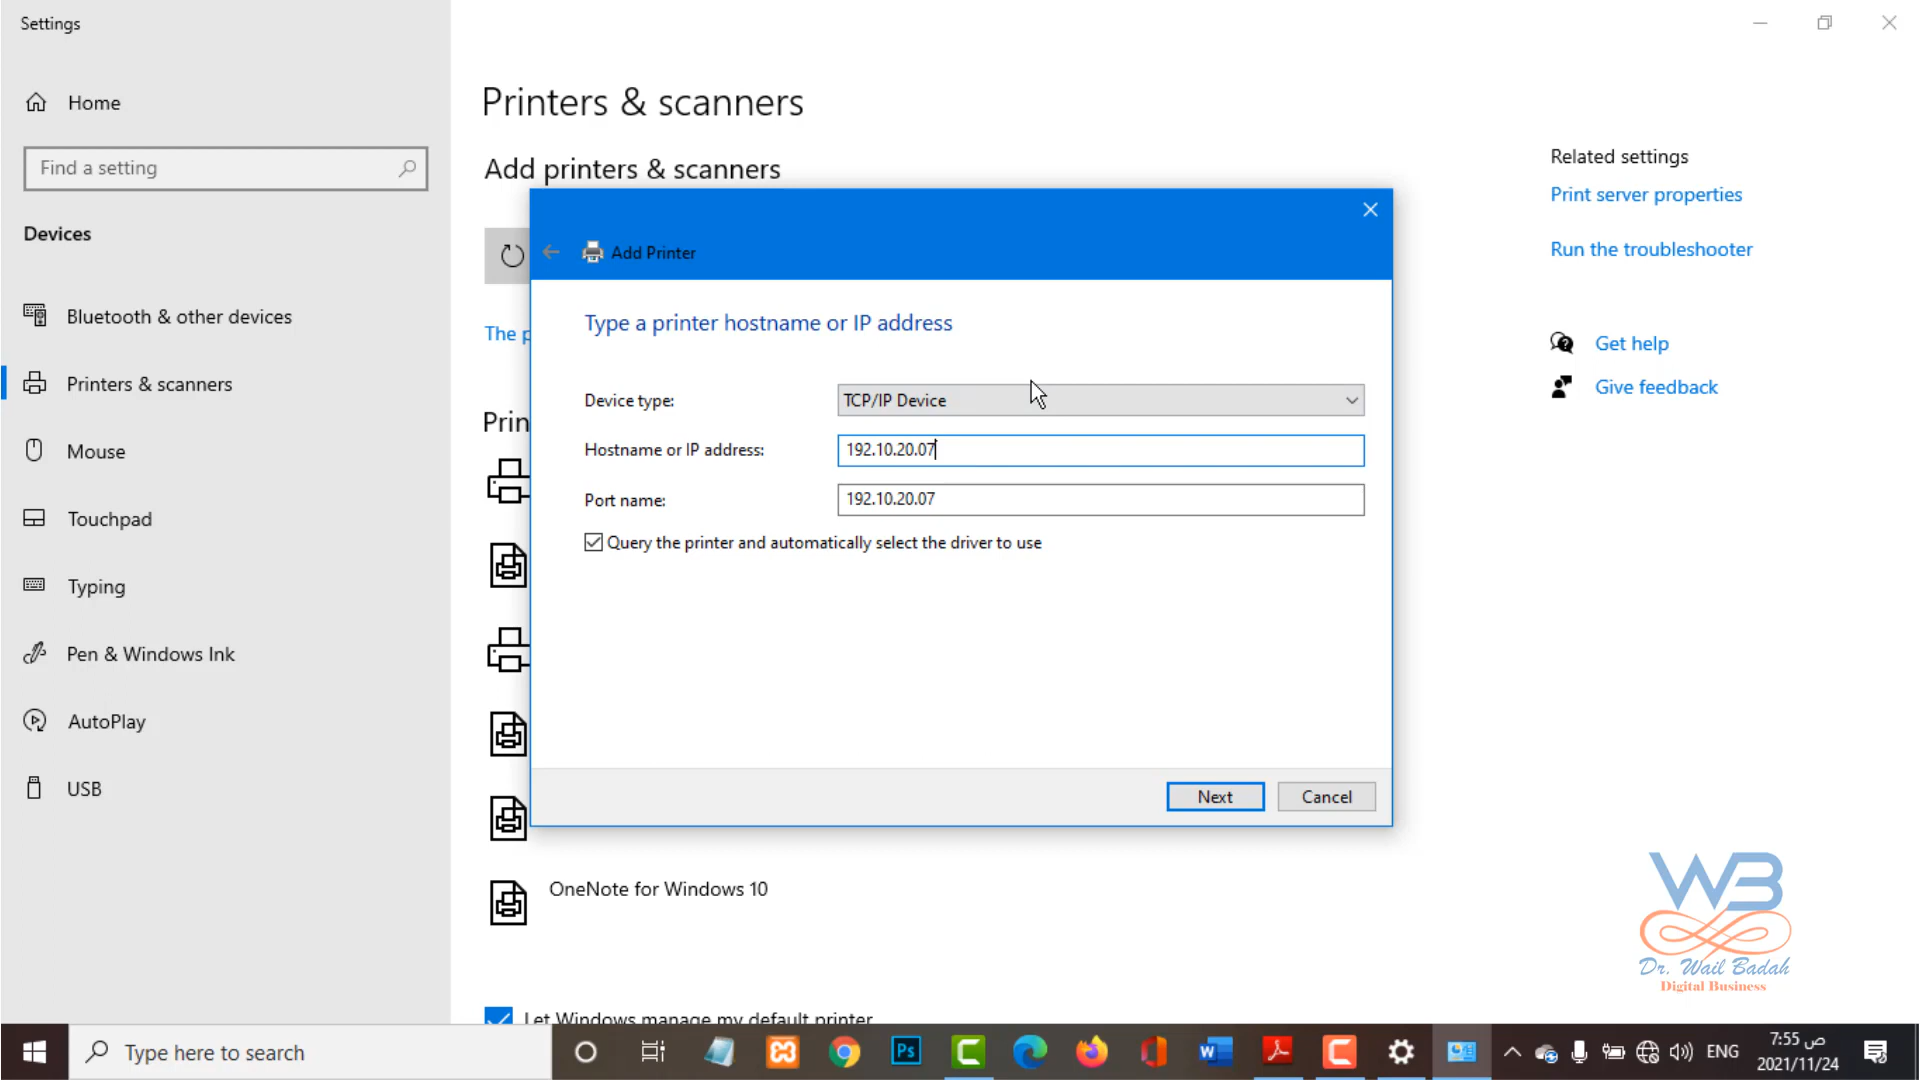 Settings
Home
Find a setting
Devices
Bluetooth & other devices
Printers & scanners
Mouse
Touchpad
Typing
Pen & Windows Ink
AutoPlay
USB
Printers & scanners
Add printers & scanners
The p
Prin
Add Printer
Type a printer hostname or IP address
Device type:
TCP/IP Device
Hostname or IP address:
192.10.20.07
Port name:
192.10.20.07
Query the printer and automatically select the driver to use
Next
Cancel
OneNote for Windows 10
Let Windows manage my default printer
Related settings
Print server properties
Run the troubleshooter
Get help
Give feedback
WB
Dr. Wail Badah
Digital Business
Type here to search
Ps
ENG
7:55 ص
2021/11/24